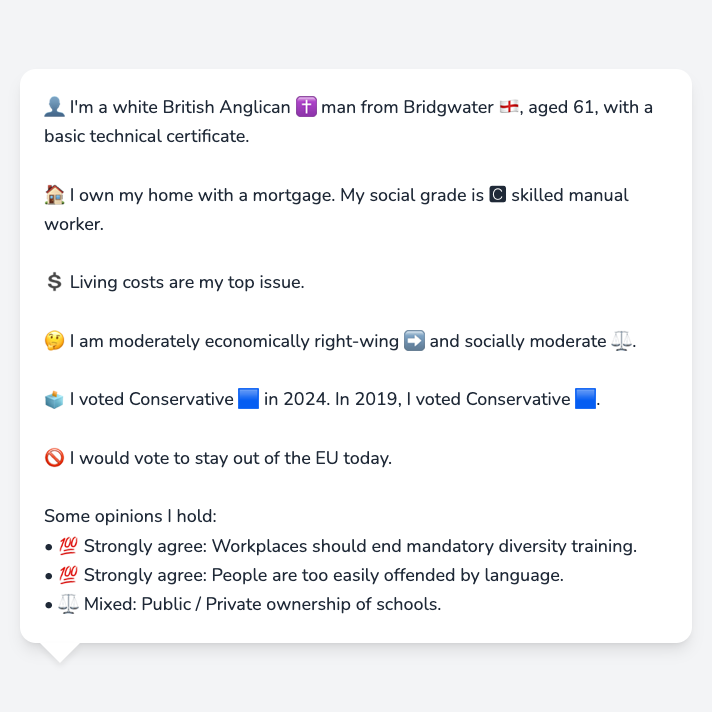 👤 I'm a white British Anglican ✝️ man from Bridgwater 🏴󠁧󠁢󠁥󠁮󠁧󠁿, aged 61, with a
basic technical certificate.
🏠 I own my home with a mortgage. My social grade is 🅲 skilled manual
worker.
💲 Living costs are my top issue.
🤔 I am moderately economically right-wing ➡️ and socially moderate ⚖️.
🗳️ I voted Conservative 🟦 in 2024. In 2019, I voted Conservative 🟦.
🚫 I would vote to stay out of the EU today.
Some opinions I hold:
• 💯 Strongly agree: Workplaces should end mandatory diversity training.
• 💯 Strongly agree: People are too easily offended by language.
• ⚖️ Mixed: Public / Private ownership of schools.